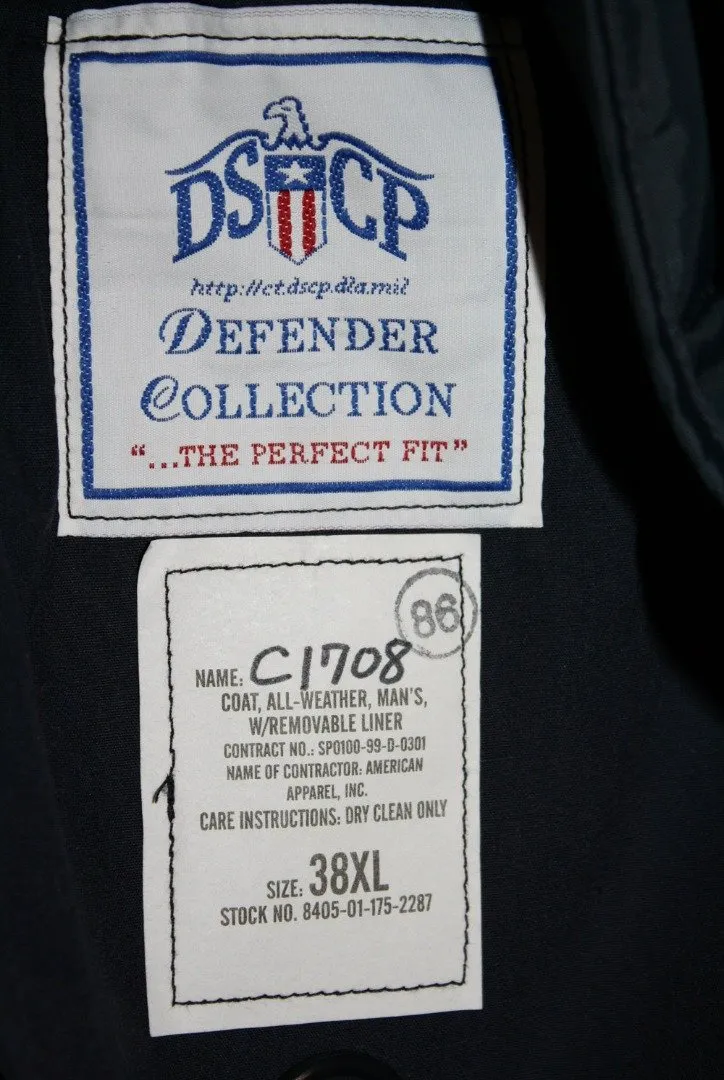 DSCP
http://ct.dscp.dla.mil
DEFENDER
COLLECTION
"...THE PERFECT FIT"
86
NAME: C1708
COAT, ALL-WEATHER, MAN'S,
W/REMOVABLE LINER
CONTRACT NO.: SPO100-99-D-0301
NAME OF CONTRACTOR: AMERICAN
APPAREL, INC.
CARE INSTRUCTIONS: DRY CLEAN ONLY
SIZE: 38XL
STOCK NO. 8405-01-175-2287